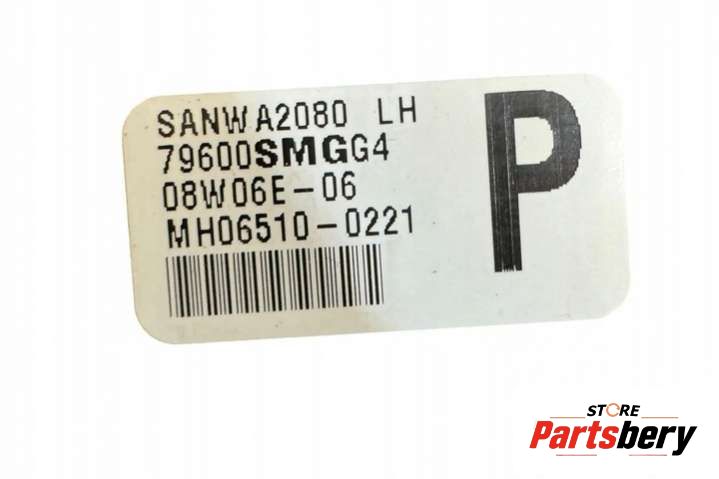 SANWA2080 LH
79600SMGG4
08W06E-06
MH06510-0221
P
STORE
Partsbery